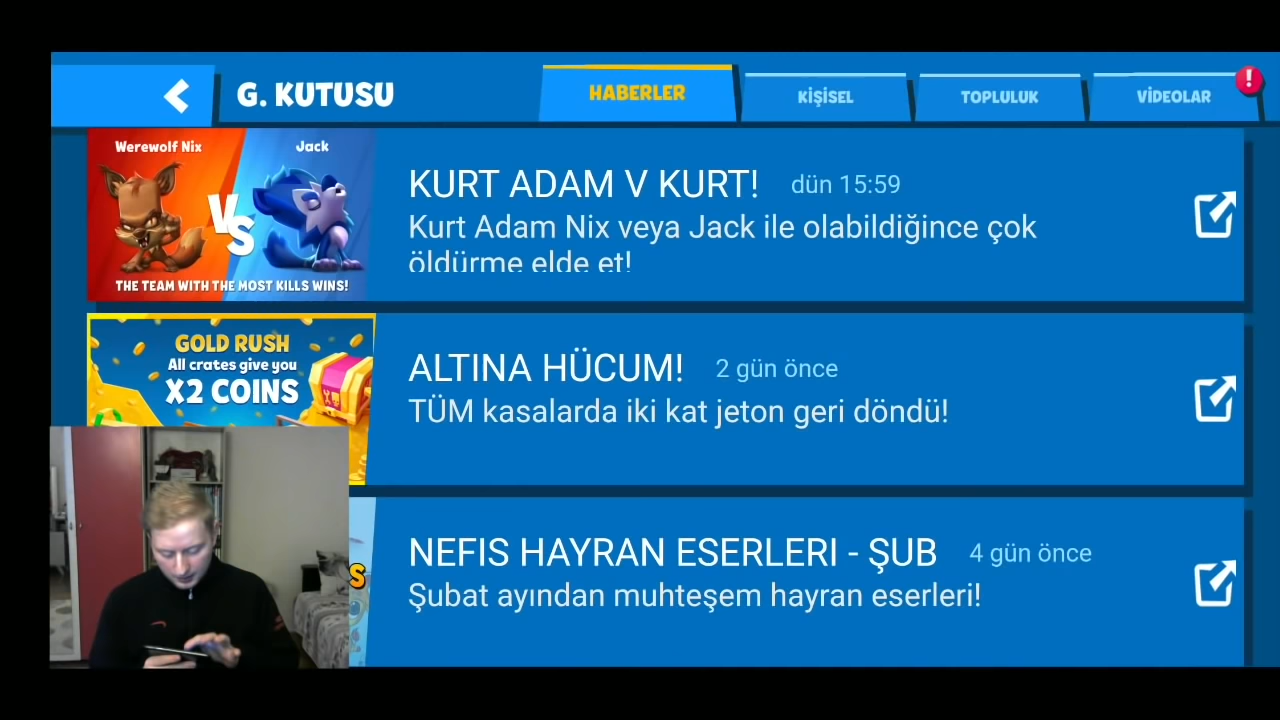 G. KUTUSU
HABERLER
KİŞİSEL
TOPLULUK
VİDEOLAR
!
Werewolf Nix
Jack
VS
THE TEAM WITH THE MOST KILLS WINS!
KURT ADAM V KURT! dün 15:59
Kurt Adam Nix veya Jack ile olabildiğince çok
öldürme elde et!
GOLD RUSH
All crates give you
X2 COINS
ALTINA HÜCUM! 2 gün önce
TÜM kasalarda iki kat jeton geri döndü!
S
NEFIS HAYRAN ESERLERI - ŞUB 4 gün önce
Şubat ayından muhteşem hayran eserleri!